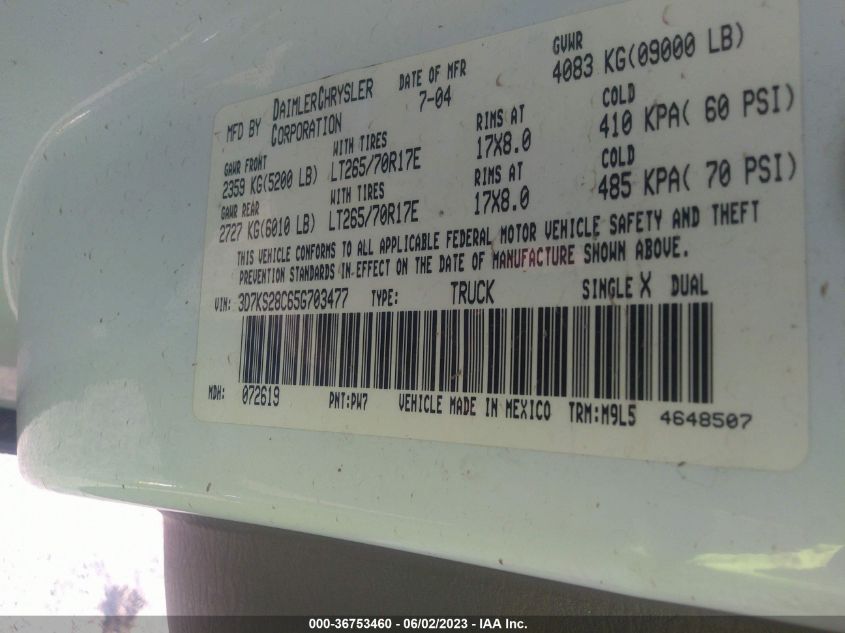 MFD BY DAIMLERCHRYSLER CORPORATION DATE OF MFR 7-04 GVWR 4083 KG(09000 LB)
GAWR FRONT WITH TIRES RIMS AT COLD
2359 KG(5200 LB) LT265/70R17E 17X8.0 410 KPA( 60 PSI)
GAWR REAR WITH TIRES RIMS AT COLD
2727 KG(6010 LB) LT265/70R17E 17X8.0 485 KPA( 70 PSI)
THIS VEHICLE CONFORMS TO ALL APPLICABLE FEDERAL MOTOR VEHICLE SAFETY AND THEFT
PREVENTION STANDARDS IN EFFECT ON THE DATE OF MANUFACTURE SHOWN ABOVE.
VIN: 3D7KS28C65G703477 TYPE: TRUCK SINGLE X DUAL
MDH: 072619 PNT:PW7 VEHICLE MADE IN MEXICO TRM:M9L5 4648507
000-36753460 - 06/02/2023 - IAA Inc.